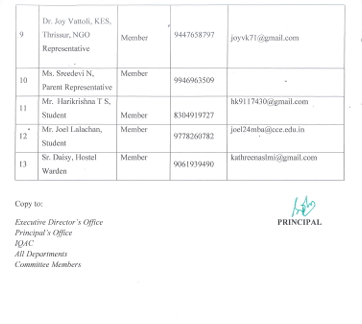 Dr. Joy Vattoli, KES,
9 Thrissur, NGO Member 9447658797 joyvk71@gmail.com
Representative
10 Ms. Sreedevi N, Member 9946963509 -
Parent Representative
11 Mr. Harikrishna T S, Member 8304919727 hk9117430@gmail.com
Student
12 Mr. Joel Lalachan, Member 9778260782 joel24mba@cce.edu.in
Student
13 Sr. Daisy, Hostel Member 9061939490 kathreenaslmi@gmail.com
Warden
Copy to:
PRINCIPAL
Executive Director's Office
Principal's Office
IQAC
All Departments
Committee Members